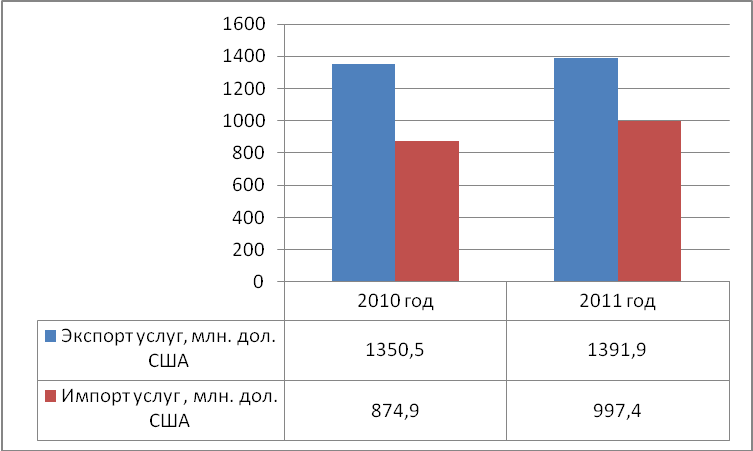 1600
1400
1200
1000
800
600
400
200
0
2010 год 2011 год
Экспорт услуг, млн. дол.
США
1350,5 1391,9
Импорт услуг , млн. дол.
США
874,9 997,4